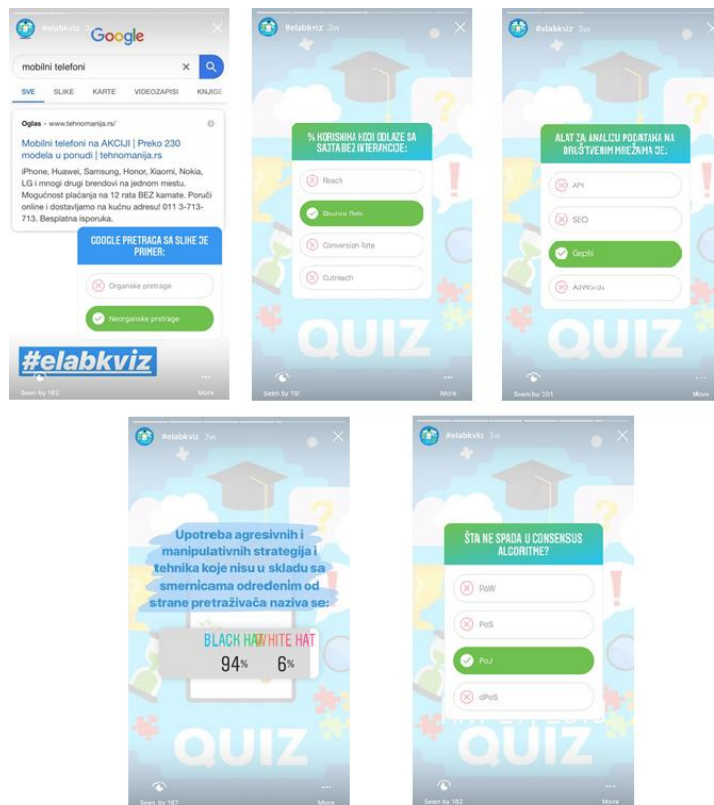 #elabkviz 3w
Google
mobilni telefoni
SVE SLIKE KARTE VIDEOZAPISI KNJIGE
Oglas - www.tehnomanija.rs/
Mobilni telefoni na AKCIJI | Preko 230
modela u ponudi | tehnomanija.rs
iPhone, Huawei, Samsung, Honor, Xiaomi, Nokia,
LG i mnogi drugi brendovi na jednom mestu.
Mogućnost plaćanja na 12 rata BEZ kamate. Poruči
online i dostavljamo na kućnu adresu! 011 3-713-
713. Besplatna isporuka.
GOOGLE PRETRAGA SA SLIKE JE
PRIMER:
Organske pretrage
Neorganske pretrage
#elabkviz
Seen by 182
More
#elabkviz 3w
% KORISNIKA KOJI ODLAZE SA
SAJTA BEZ INTERAKCIJE:
Reach
Bounce Rate
Conversion Rate
Outreach
QUIZ
Seen by 191
More
#elabkviz 3w
ALAT ZA ANALIZU PODATAKA NA
DRUŠTVENIM MREŽAMA JE:
API
SEO
Gephi
AdWords
QUIZ
Seen by 201
More
#elabkviz 3w
Upotreba agresivnih i
manipulativnih strategija i
tehnika koje nisu u skladu sa
smernicama određenim od
strane pretraživača naziva se:
BLACK HAT WHITE HAT
94% 6%
QUIZ
Seen by 187
More
#elabkviz 3w
ŠTA NE SPADA U CONSENSUS
ALGORITME?
PoW
PoS
PoJ
dPoS
QUIZ
Seen by 182
More